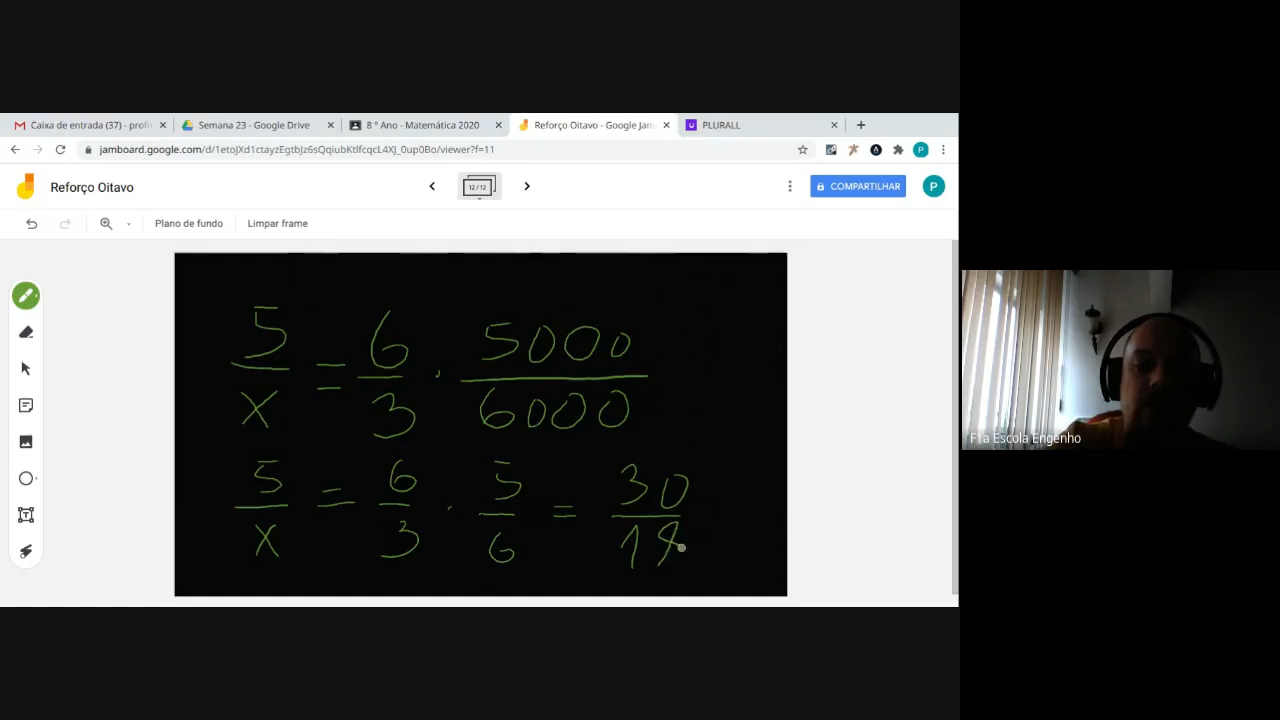 Caixa de entrada (37) - profir
Semana 23 - Google Drive
8 º Ano - Matemática 2020
Reforço Oitavo - Google Jam
PLURALL
jamboard.google.com/d/1etoJXd1ctayzEgtbJz6sQqiubKtlfcqcL4XJ_0up0Bo/viewer?f=11
P
Reforço Oitavo
12 / 12
COMPARTILHAR
P
Plano de fundo
Limpar frame
5/x = 6/3 . 5000/6000
5/x = 6/3 . 5/6 = 30/18
F1a Escola Engenho